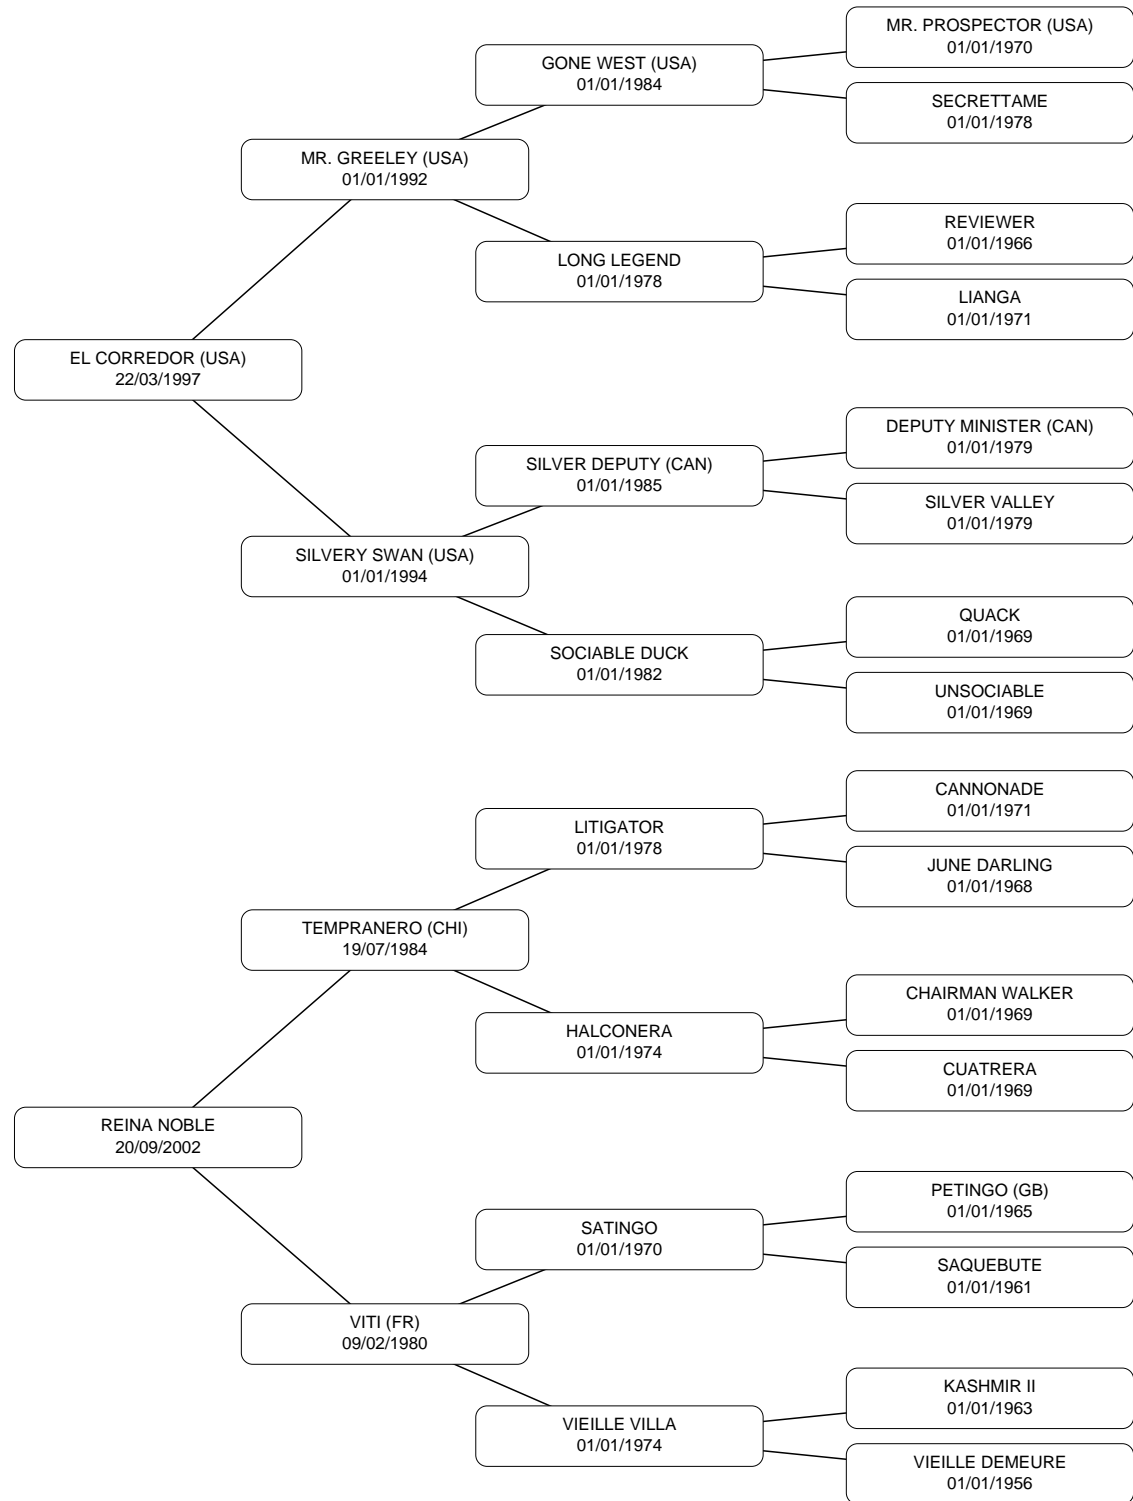 MR. PROSPECTOR (USA)
01/01/1970
GONE WEST (USA)
01/01/1984
SECRETTAME
01/01/1978
MR. GREELEY (USA)
01/01/1992
REVIEWER
01/01/1966
LONG LEGEND
01/01/1978
LIANGA
01/01/1971
EL CORREDOR (USA)
22/03/1997
DEPUTY MINISTER (CAN)
01/01/1979
SILVER DEPUTY (CAN)
01/01/1985
SILVER VALLEY
01/01/1979
SILVERY SWAN (USA)
01/01/1994
QUACK
01/01/1969
SOCIABLE DUCK
01/01/1982
UNSOCIABLE
01/01/1969
CANNONADE
01/01/1971
LITIGATOR
01/01/1978
JUNE DARLING
01/01/1968
TEMPRANERO (CHI)
19/07/1984
CHAIRMAN WALKER
01/01/1969
HALCONERA
01/01/1974
CUATRERA
01/01/1969
REINA NOBLE
20/09/2002
PETINGO (GB)
01/01/1965
SATINGO
01/01/1970
SAQUEBUTE
01/01/1961
VITI (FR)
09/02/1980
KASHMIR II
01/01/1963
VIEILLE VILLA
01/01/1974
VIEILLE DEMEURE
01/01/1956